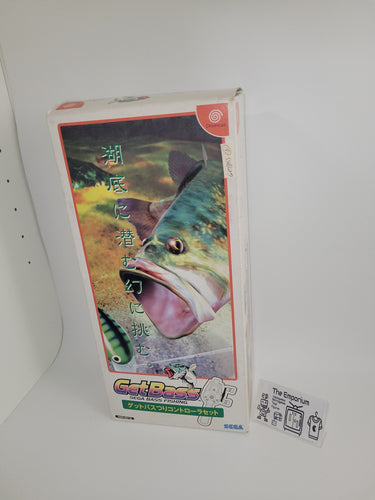 Dreamcast
湖底に潜む幻に挑む
Get Bass
SEGA BASS FISHING
ゲットバスつりコントローラセット
SEGA
The Emporium